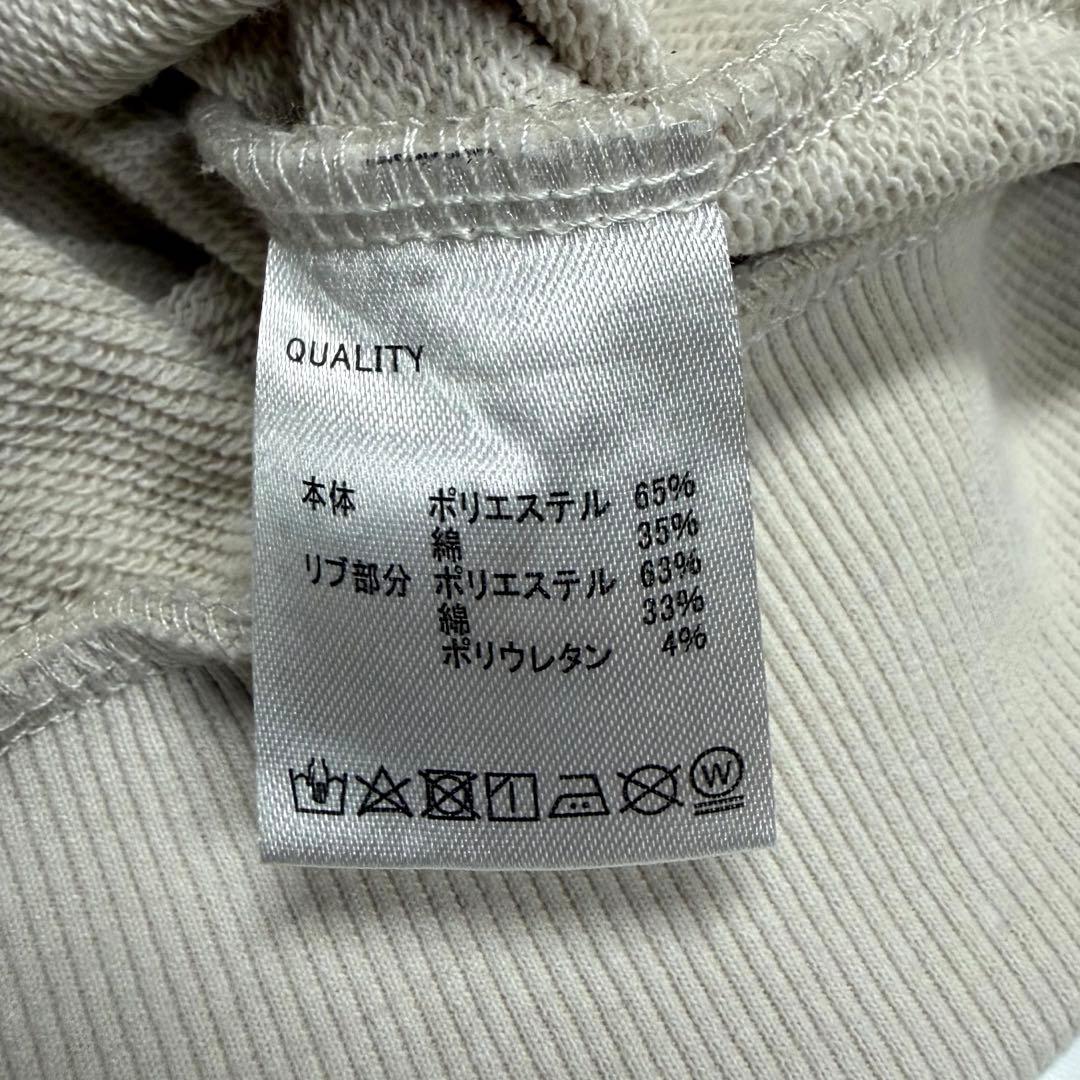 QUALITY
本体 ポリエステル 65%
綿 35%
リブ部分 ポリエステル 63%
綿 33%
ポリウレタン 4%
W